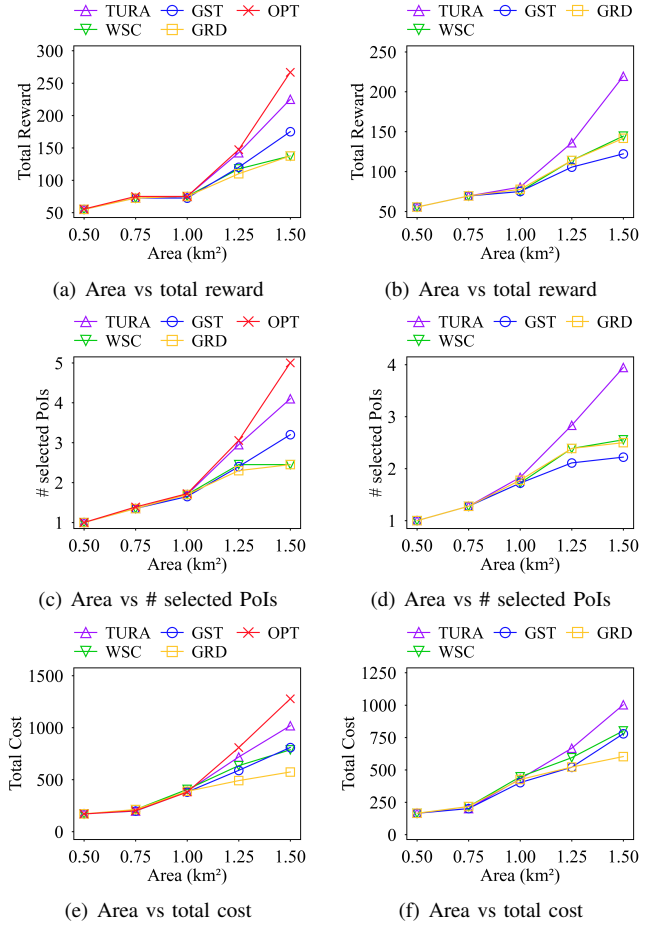 TURA GST OPT
WSC GRD
300
250
200
150
100
50
Total Reward
0.50 0.75 1.00 1.25 1.50
Area (km²)
(a) Area vs total reward
TURA GST GRD
WSC
250
200
150
100
50
Total Reward
0.50 0.75 1.00 1.25 1.50
Area (km²)
(b) Area vs total reward
TURA GST OPT
WSC GRD
5
4
3
2
1
# selected PoIs
0.50 0.75 1.00 1.25 1.50
Area (km²)
(c) Area vs # selected PoIs
TURA GST GRD
WSC
4
3
2
1
# selected PoIs
0.50 0.75 1.00 1.25 1.50
Area (km²)
(d) Area vs # selected PoIs
TURA GST OPT
WSC GRD
1500
1000
500
0
Total Cost
0.50 0.75 1.00 1.25 1.50
Area (km²)
(e) Area vs total cost
TURA GST GRD
WSC
1250
1000
750
500
250
0
Total Cost
0.50 0.75 1.00 1.25 1.50
Area (km²)
(f) Area vs total cost